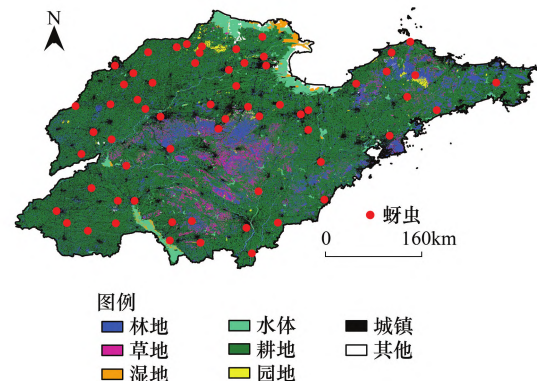 N
蚜虫
0 160km
图例
林地 水体 城镇
草地 耕地 其他
湿地 园地